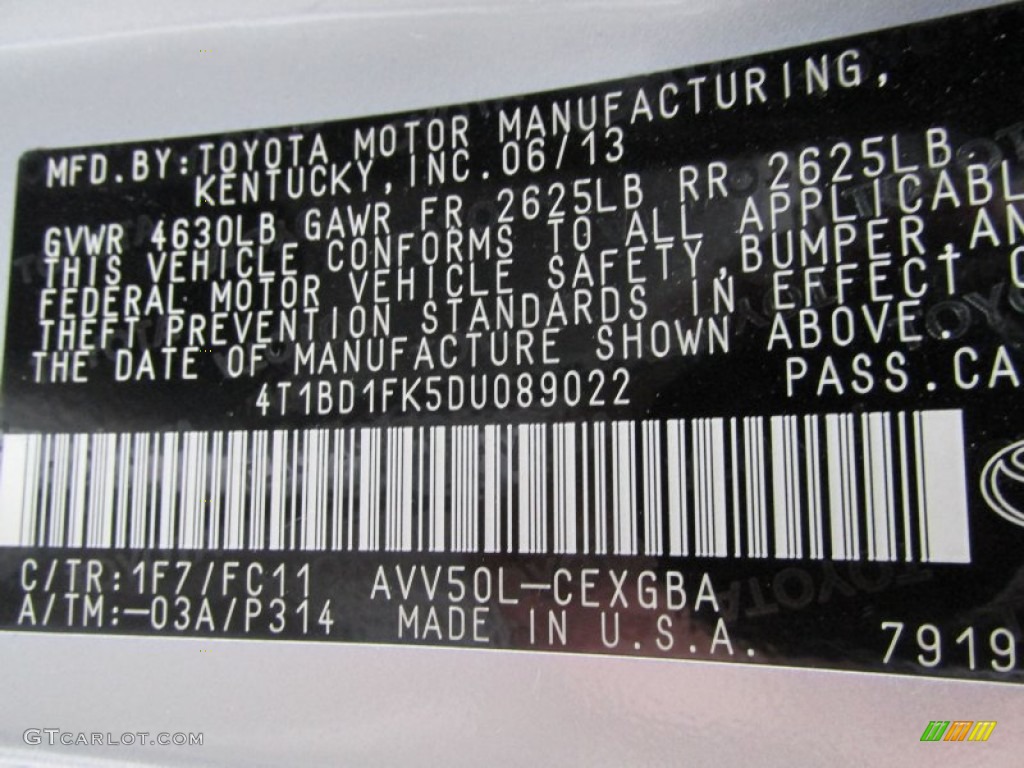 MFD. BY: TOYOTA MOTOR MANUFACTURING,
KENTUCKY, INC. 06/13
GVWR 4630LB GAWR FR 2625LB RR 2625LB
THIS VEHICLE CONFORMS TO ALL APPLICABL
FEDERAL MOTOR VEHICLE SAFETY, BUMPER, AN
THEFT PREVENTION STANDARDS IN EFFECT O
THE DATE OF MANUFACTURE SHOWN ABOVE.
4T1BD1FK5DU089022 PASS.CA
C/TR: 1F7/FC11 AVV50L-CEXGBA
A/TM: -03A/P314 MADE IN U.S.A.
7919
GTCARLOT.COM